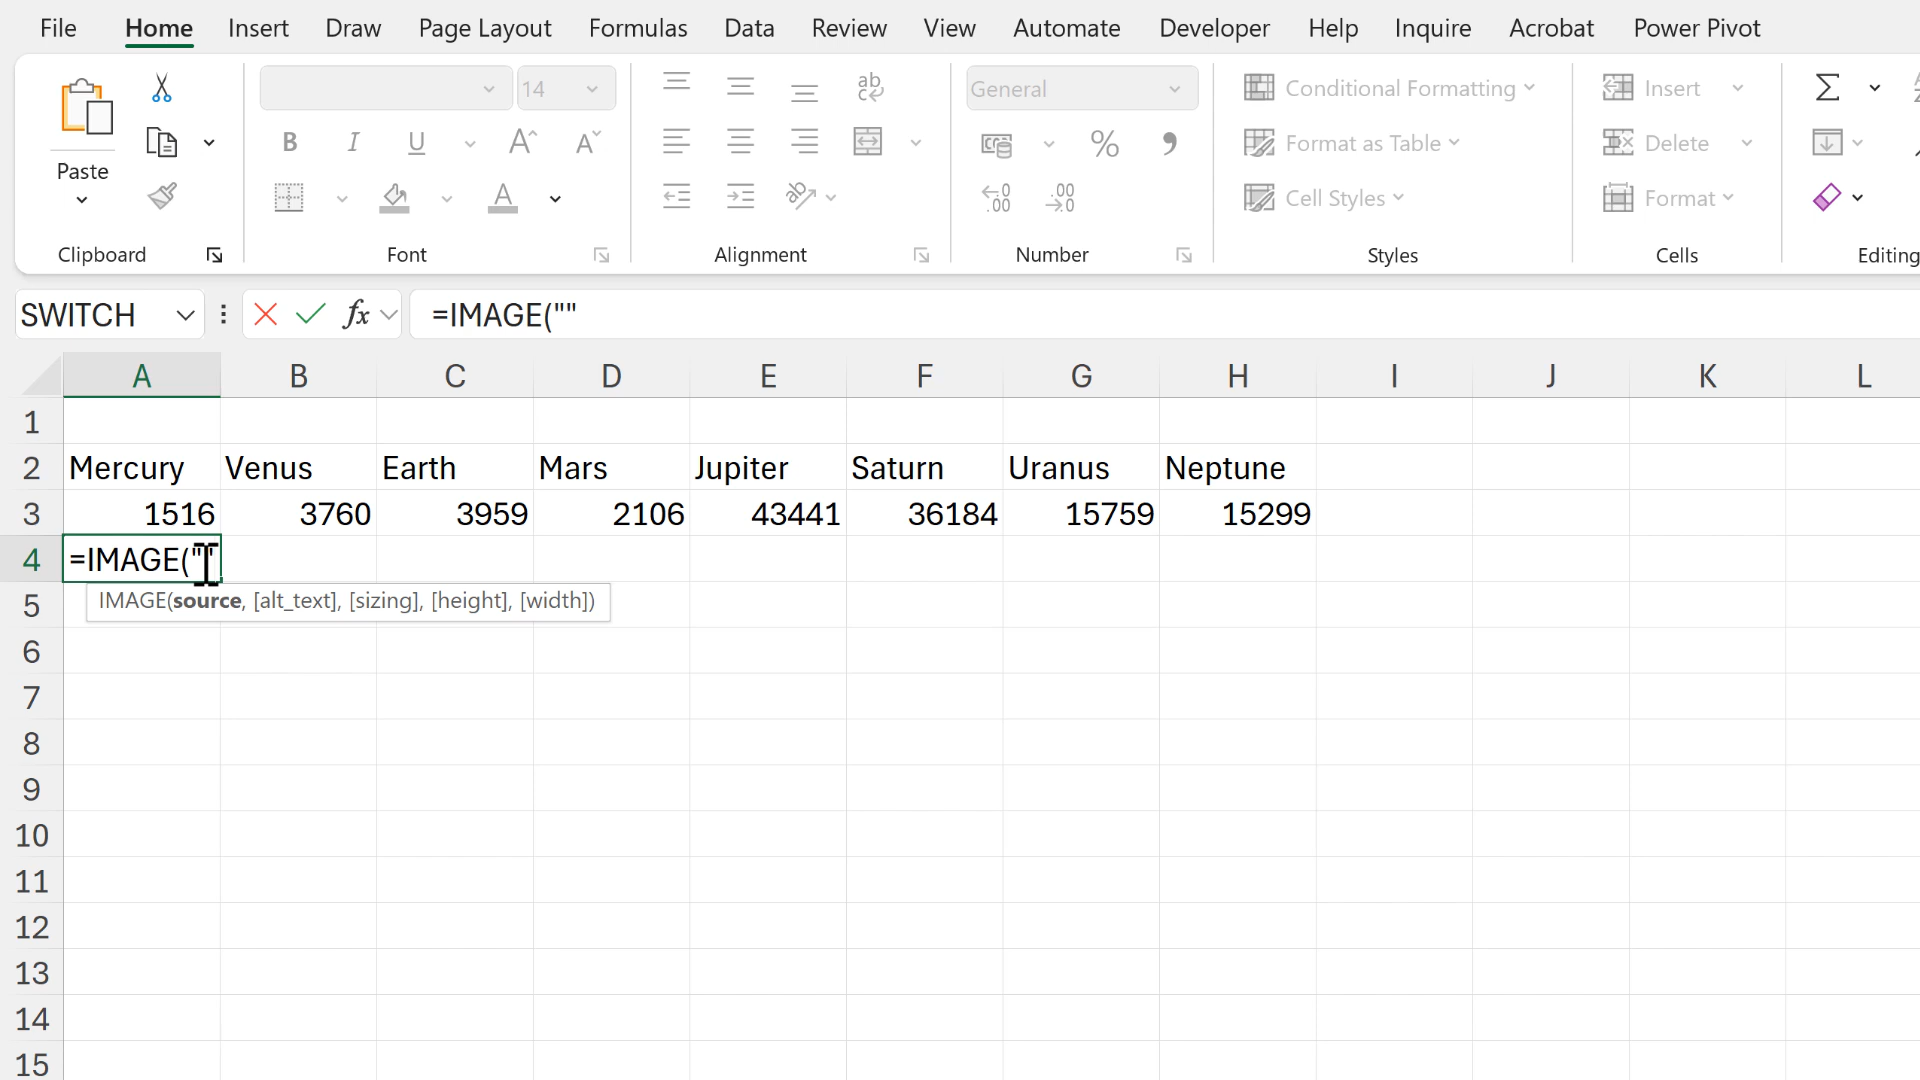 File Home Insert Draw Page Layout Formulas Data Review View Automate Developer Help Inquire Acrobat Power Pivot
14 ab General Conditional Formatting Insert Σ
Paste B I U A A % , Format as Table Delete
A .00 .00 Cell Styles Format
Clipboard Font Alignment Number Styles Cells Editing
SWITCH fx =IMAGE(""
A B C D E F G H I J K L
1
2 Mercury Venus Earth Mars Jupiter Saturn Uranus Neptune
3 1516 3760 3959 2106 43441 36184 15759 15299
4 =IMAGE(""
5 IMAGE(source, [alt_text], [sizing], [height], [width])
6
7
8
9
10
11
12
13
14
15